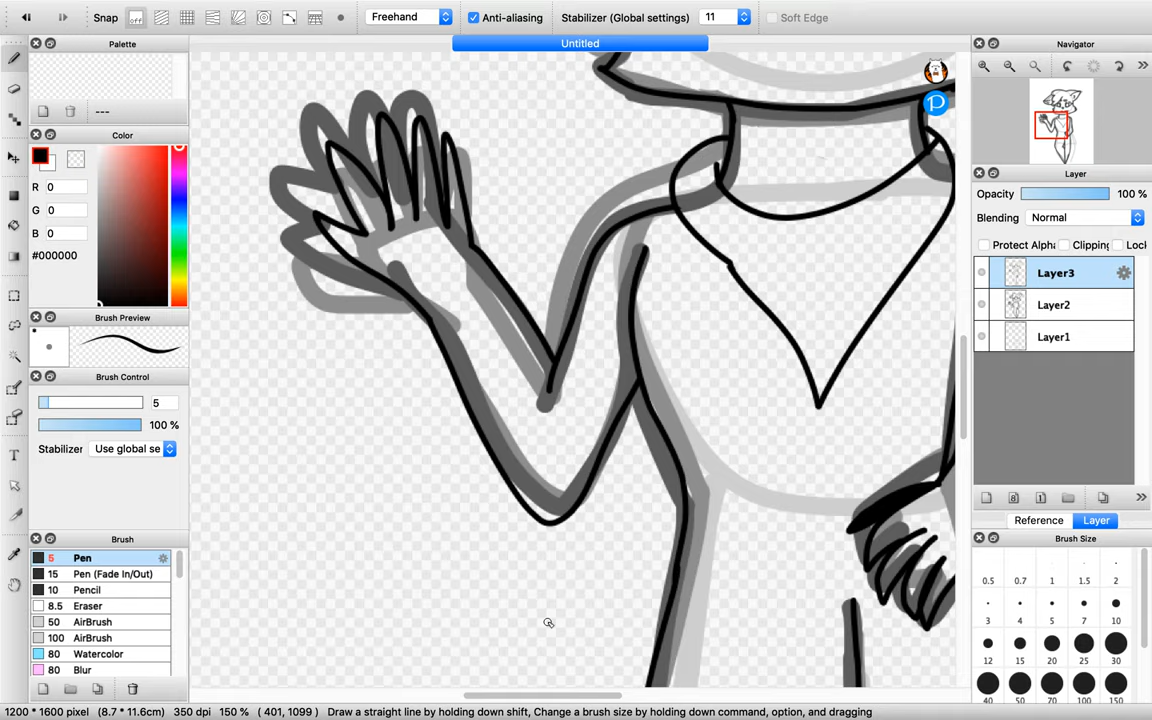 Snap off Freehand Anti-aliasing Stabilizer (Global settings) 11 Soft Edge
Palette
---
Color
R 0
G 0
B 0
#000000
Brush Preview
Brush Control
5
100 %
Stabilizer Use global se
Brush
5 Pen
15 Pen (Fade In/Out)
10 Pencil
8.5 Eraser
50 AirBrush
100 AirBrush
80 Watercolor
80 Blur
Untitled
Navigator
Layer
Opacity 100 %
Blending Normal
Protect Alpha Clipping Lock
Layer3
Layer2
Layer1
Reference Layer
Brush Size
0.5 0.7 1 1.5 2
3 4 5 7 10
12 15 20 25 30
40 50 70 100 150
1200 * 1600 pixel (8.7 * 11.6cm) 350 dpi 150 % ( 401, 1099 ) Draw a straight line by holding down shift, Change a brush size by holding down command, option, and dragging